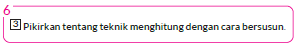 6
3 Pikirkan tentang teknik menghitung dengan cara bersusun.